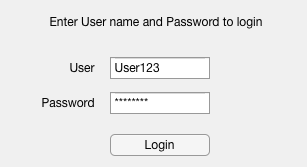 Enter User name and Password to login
User User123
Password ********
Login